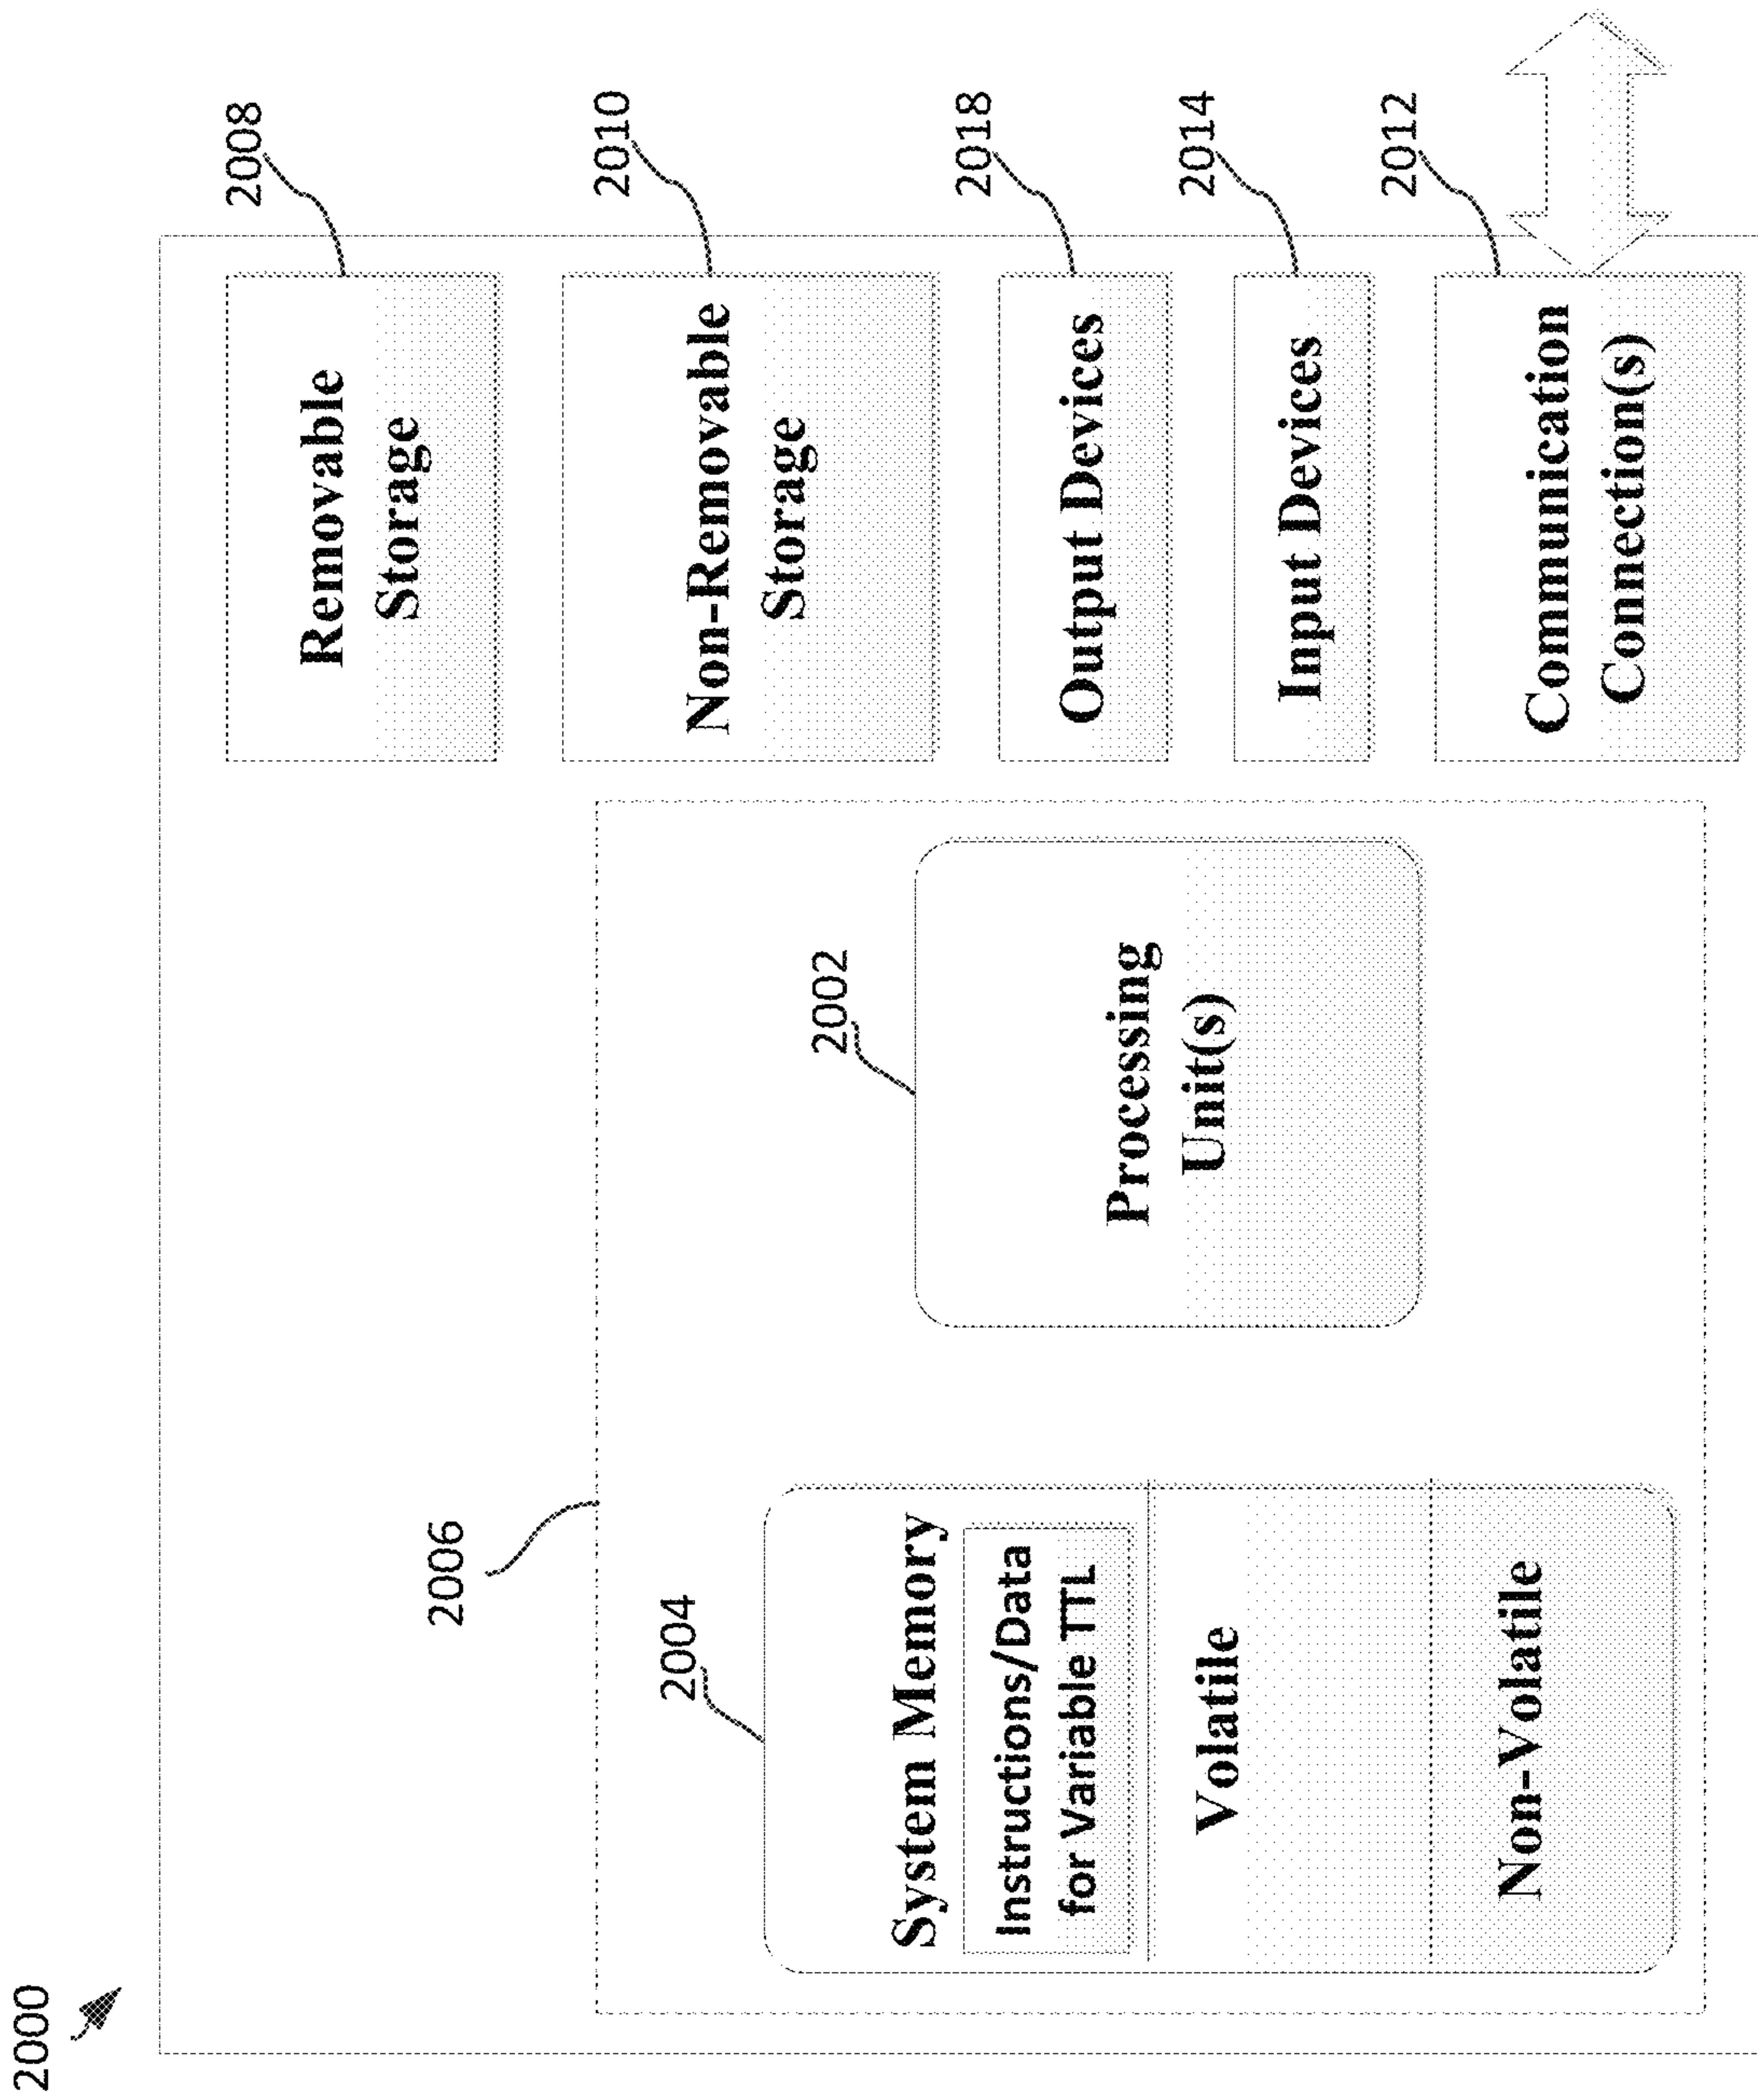 2000
2006
2004
System Memory
Instructions/Data
for Variable TTL
Volatile
Non-Volatile
2002
Processing
Unit(s)
Removable
Storage
2008
Non-Removable
Storage
2010
Output Devices
2018
Input Devices
2014
Communication
Connection(s)
2012